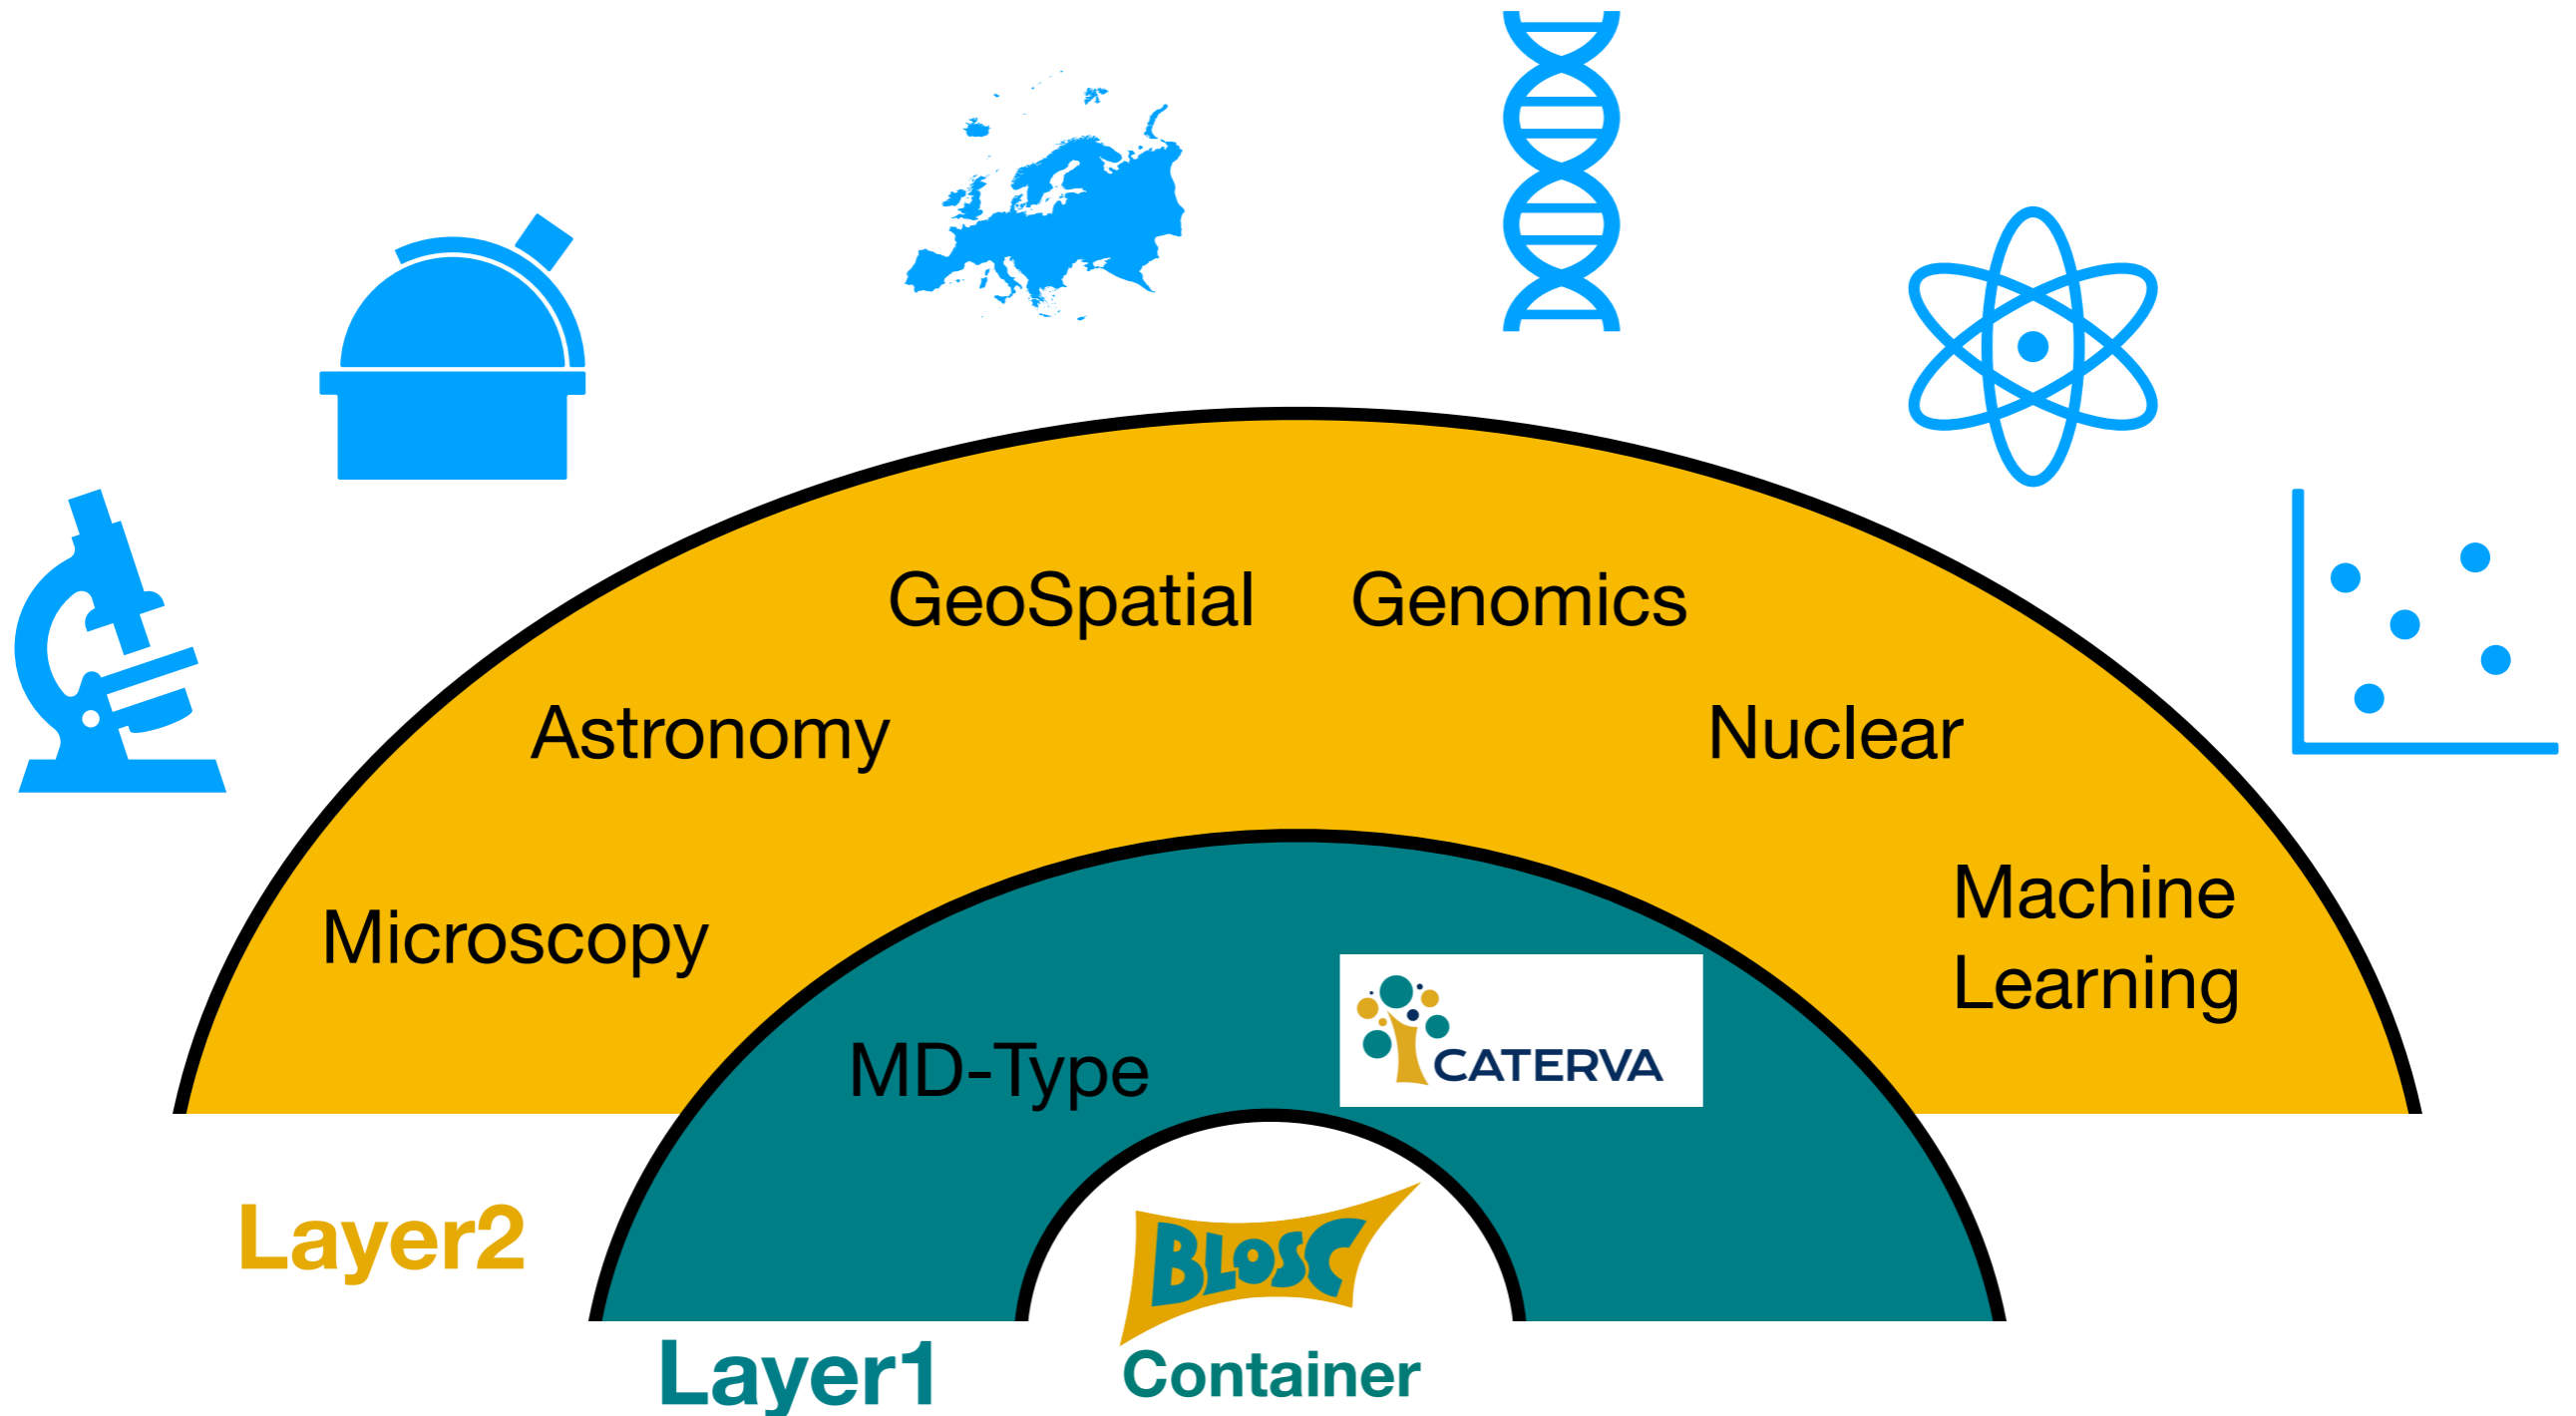 GeoSpatial Genomics
Astronomy
Nuclear
Microscopy
Machine
Learning
MD-Type
CATERVA
BLOSC
Container
Layer2
Layer1